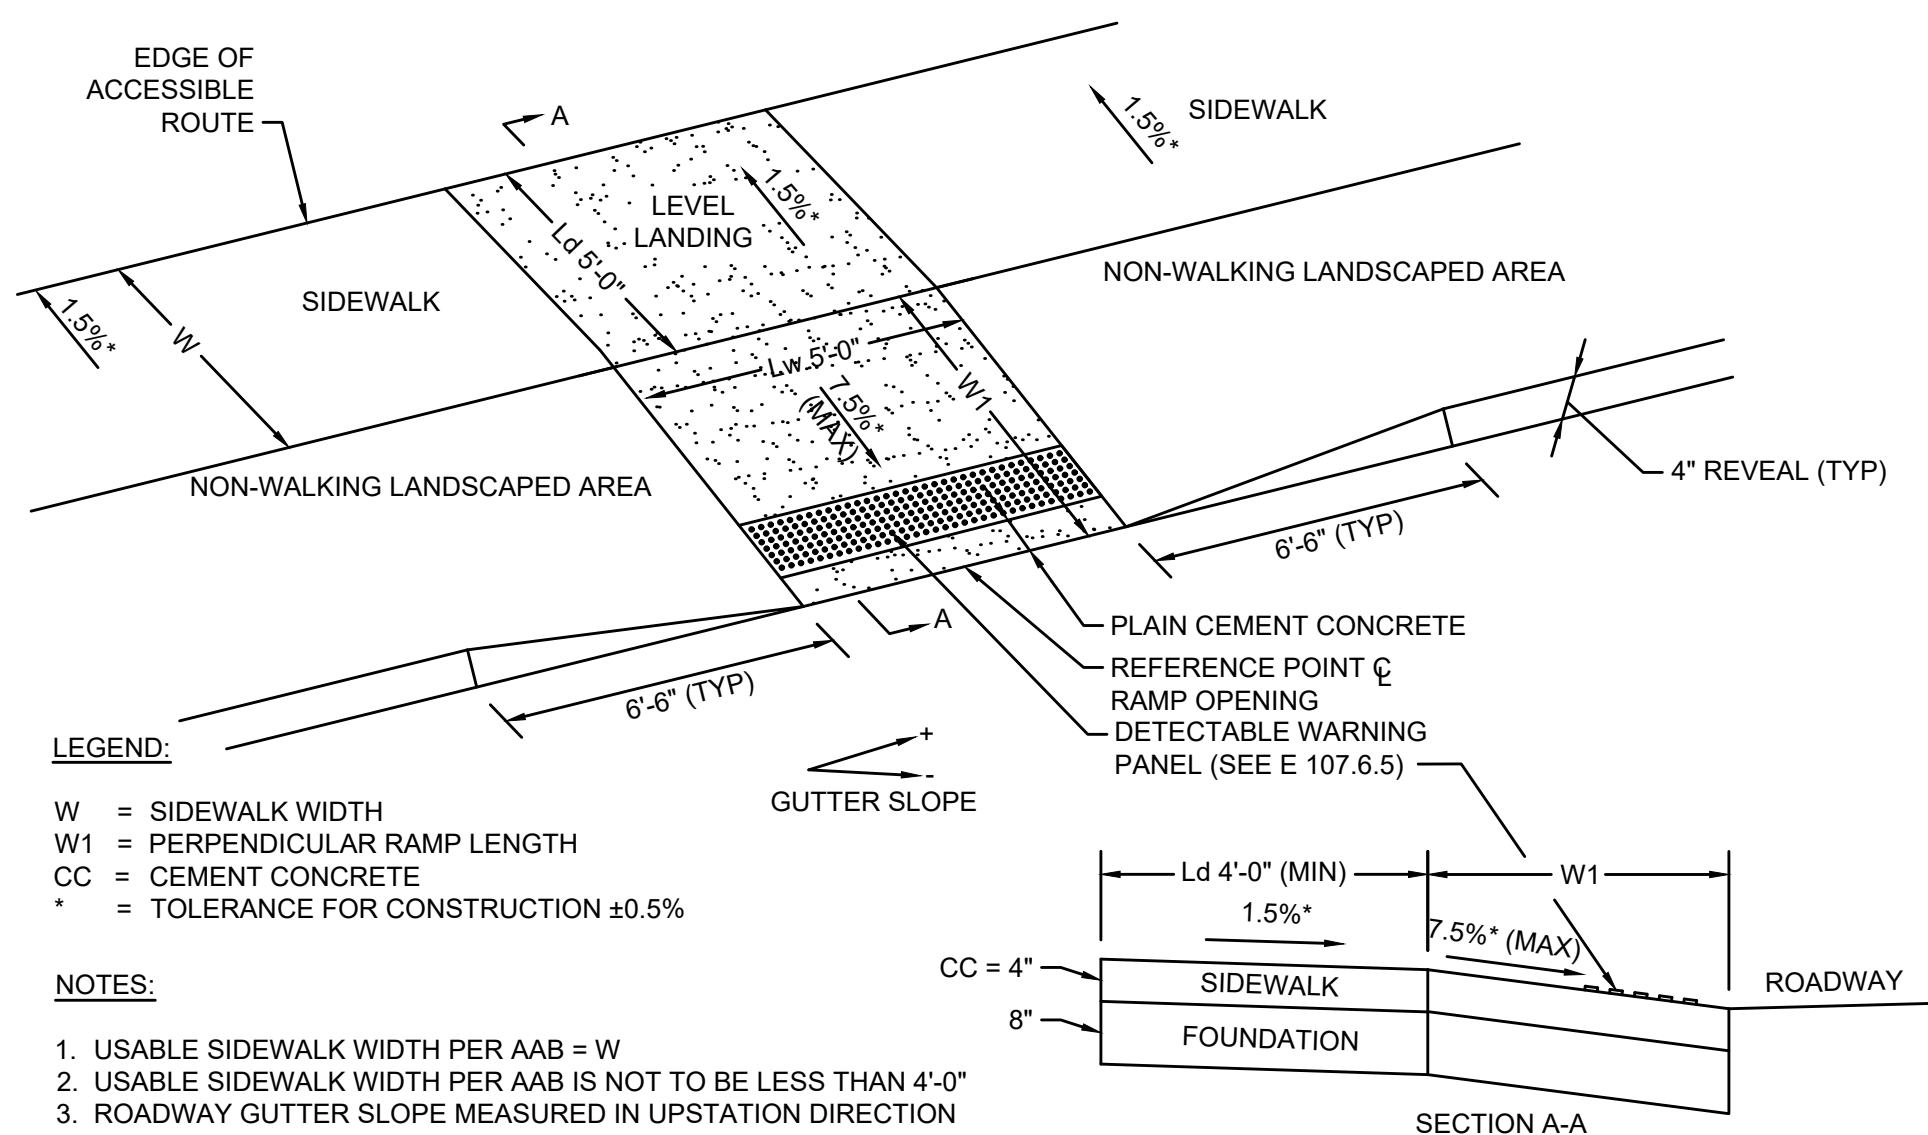 EDGE OF
ACCESSIBLE
ROUTE
A
1.5%*
SIDEWALK
LEVEL
LANDING
1.5%*
Ld 5'-0"
NON-WALKING LANDSCAPED AREA
SIDEWALK
1.5%*
W
Lw 5'-0"
W1
7.5%*
(MAX)
NON-WALKING LANDSCAPED AREA
4" REVEAL (TYP)
6'-6" (TYP)
A
PLAIN CEMENT CONCRETE
REFERENCE POINT ℄
RAMP OPENING
DETECTABLE WARNING
PANEL (SEE E 107.6.5)
6'-6" (TYP)
+
-
GUTTER SLOPE
LEGEND:
W = SIDEWALK WIDTH
W1 = PERPENDICULAR RAMP LENGTH
CC = CEMENT CONCRETE
* = TOLERANCE FOR CONSTRUCTION ±0.5%
NOTES:
1. USABLE SIDEWALK WIDTH PER AAB = W
2. USABLE SIDEWALK WIDTH PER AAB IS NOT TO BE LESS THAN 4'-0"
3. ROADWAY GUTTER SLOPE MEASURED IN UPSTATION DIRECTION
Ld 4'-0" (MIN)
W1
1.5%*
7.5%* (MAX)
CC = 4"
SIDEWALK
ROADWAY
8"
FOUNDATION
SECTION A-A